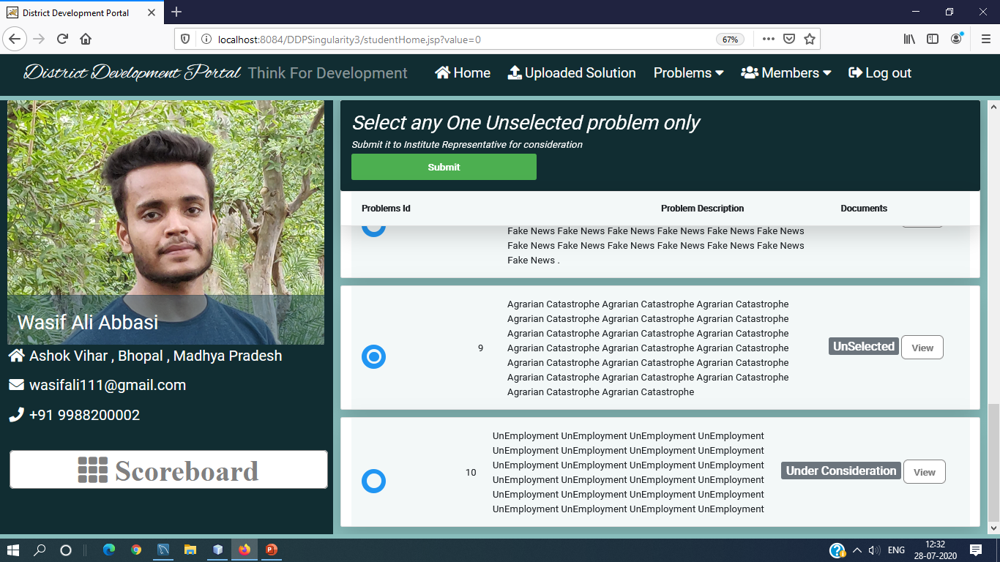 District Development Portal
localhost:8084/DDPSingularity3/studentHome.jsp?value=0
67%
District Development Portal Think For Development Home Uploaded Solution Problems Members Log out
Select any One Unselected problem only
Submit it to Institute Representative for consideration
Submit
Problems Id Problem Description Documents
Fake News Fake News Fake News Fake News Fake News Fake News
Fake News Fake News Fake News Fake News Fake News Fake News
Fake News .
Agrarian Catastrophe Agrarian Catastrophe Agrarian Catastrophe
Agrarian Catastrophe Agrarian Catastrophe Agrarian Catastrophe
Agrarian Catastrophe Agrarian Catastrophe Agrarian Catastrophe
9 Agrarian Catastrophe Agrarian Catastrophe Agrarian Catastrophe UnSelected View
Agrarian Catastrophe Agrarian Catastrophe Agrarian Catastrophe
Agrarian Catastrophe Agrarian Catastrophe Agrarian Catastrophe
Agrarian Catastrophe Agrarian Catastrophe
UnEmployment UnEmployment UnEmployment UnEmployment
UnEmployment UnEmployment UnEmployment UnEmployment
UnEmployment UnEmployment UnEmployment UnEmployment
10 Under Consideration View
UnEmployment UnEmployment UnEmployment UnEmployment
UnEmployment UnEmployment UnEmployment UnEmployment
UnEmployment UnEmployment UnEmployment UnEmployment
Wasif Ali Abbasi
Ashok Vihar , Bhopal , Madhya Pradesh
wasifali111@gmail.com
+91 9988200002
Scoreboard
ENG
12:32
28-07-2020